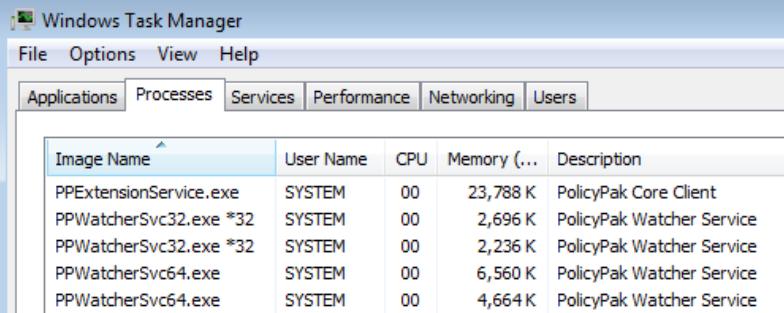 Windows Task Manager
File Options View Help
Applications Processes Services Performance Networking Users
Image Name User Name CPU Memory (... Description
PPExtensionService.exe SYSTEM 00 23,788 K PolicyPak Core Client
PPWatcherSvc32.exe *32 SYSTEM 00 2,696 K PolicyPak Watcher Service
PPWatcherSvc32.exe *32 SYSTEM 00 2,236 K PolicyPak Watcher Service
PPWatcherSvc64.exe SYSTEM 00 6,560 K PolicyPak Watcher Service
PPWatcherSvc64.exe SYSTEM 00 4,664 K PolicyPak Watcher Service